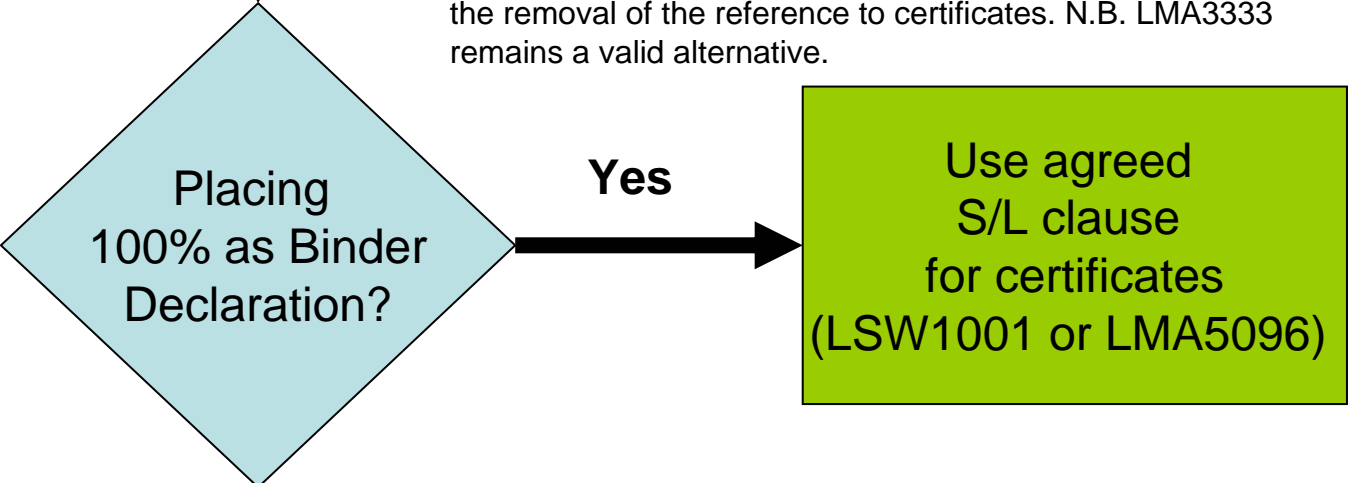 the removal of the reference to certificates. N.B. LMA3333
remains a valid alternative.
Placing
100% as Binder
Declaration?
Yes
Use agreed
S/L clause
for certificates
(LSW1001 or LMA5096)